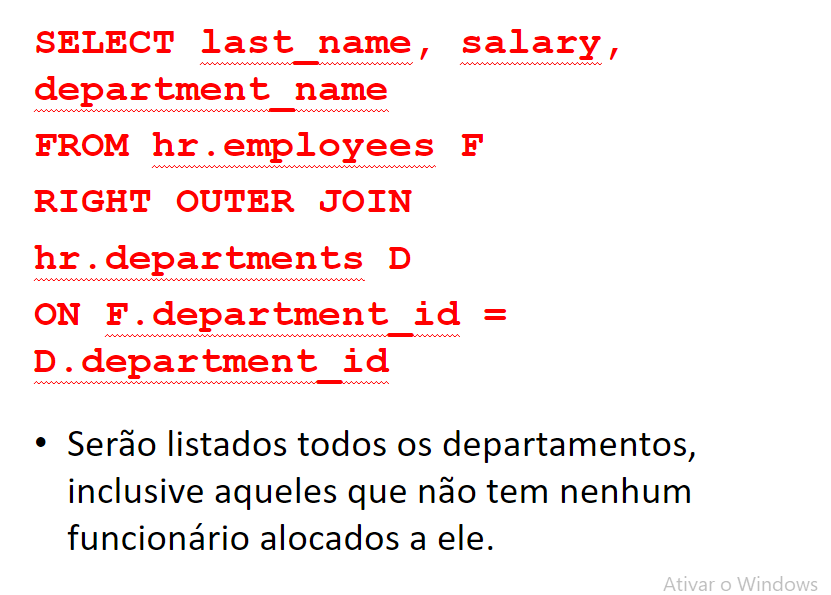 SELECT last_name, salary,
department_name
FROM hr.employees F
RIGHT OUTER JOIN
hr.departments D
ON F.department_id =
D.department_id
• Serão listados todos os departamentos,
inclusive aqueles que não tem nenhum
funcionário alocados a ele.
Ativar o Windows